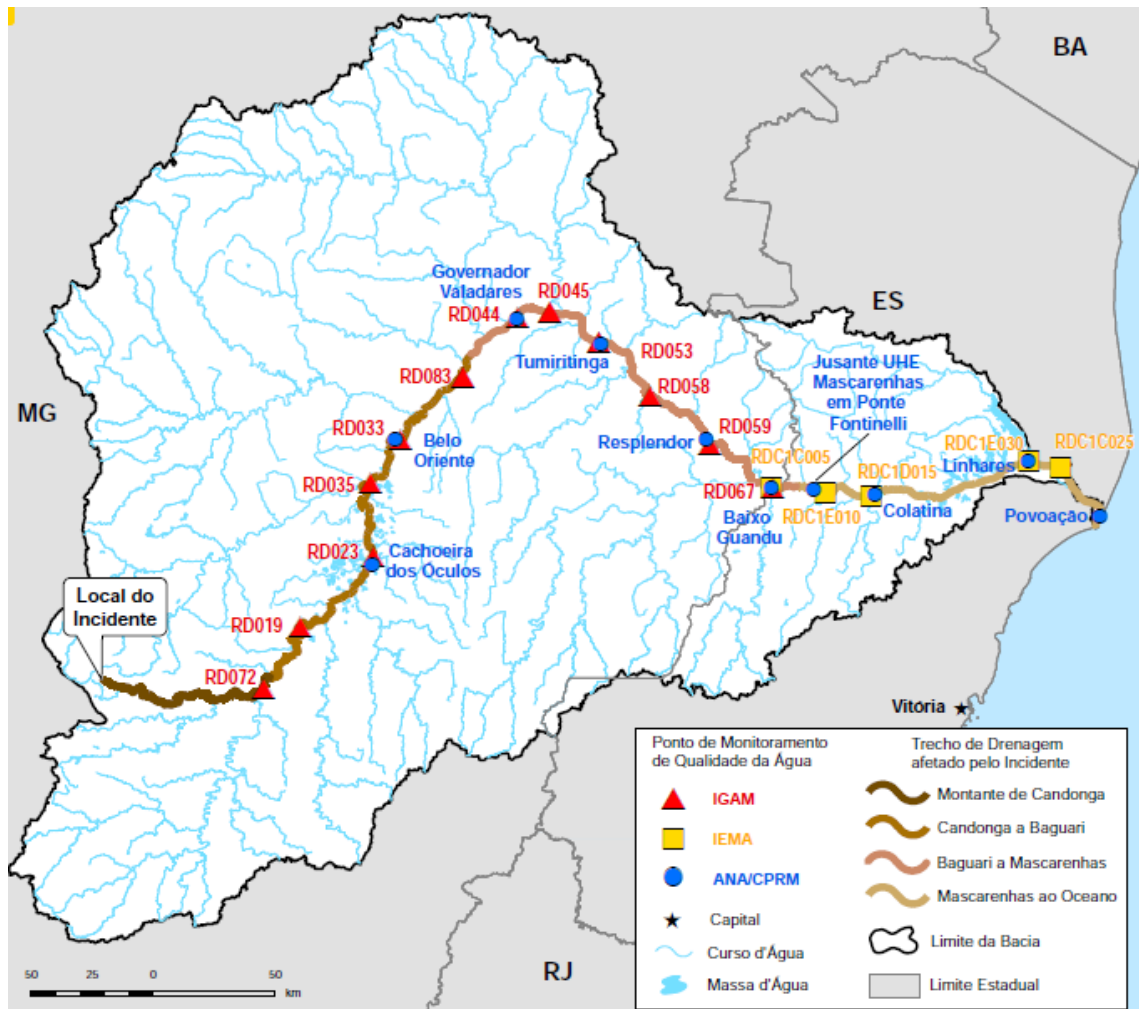 BA
Governador
Valadares
RD045
RD044
ES
Tumiritinga
RD053
Jusante UHE
Mascarenhas
em Ponte
Fontinelli
RD083
RD058
MG
RD033
Belo
Oriente
Resplendor
RD059
RDC1C005
RDC1E030
RDC1C025
Linhares
RD035
RD067
RDC1D015
Baixo
Guandu
RDC1E010
Colatina
Povoação
RD023
Cachoeira
dos Óculos
Local do
Incidente
RD019
RD072
Vitória
Ponto de Monitoramento
de Qualidade da Água
IGAM
IEMA
ANA/CPRM
Capital
Curso d'Água
Massa d'Água
Trecho de Drenagem
afetado pelo Incidente
Montante de Candonga
Candonga a Baguari
Baguari a Mascarenhas
Mascarenhas ao Oceano
Limite da Bacia
Limite Estadual
RJ
50 25 0 50
km